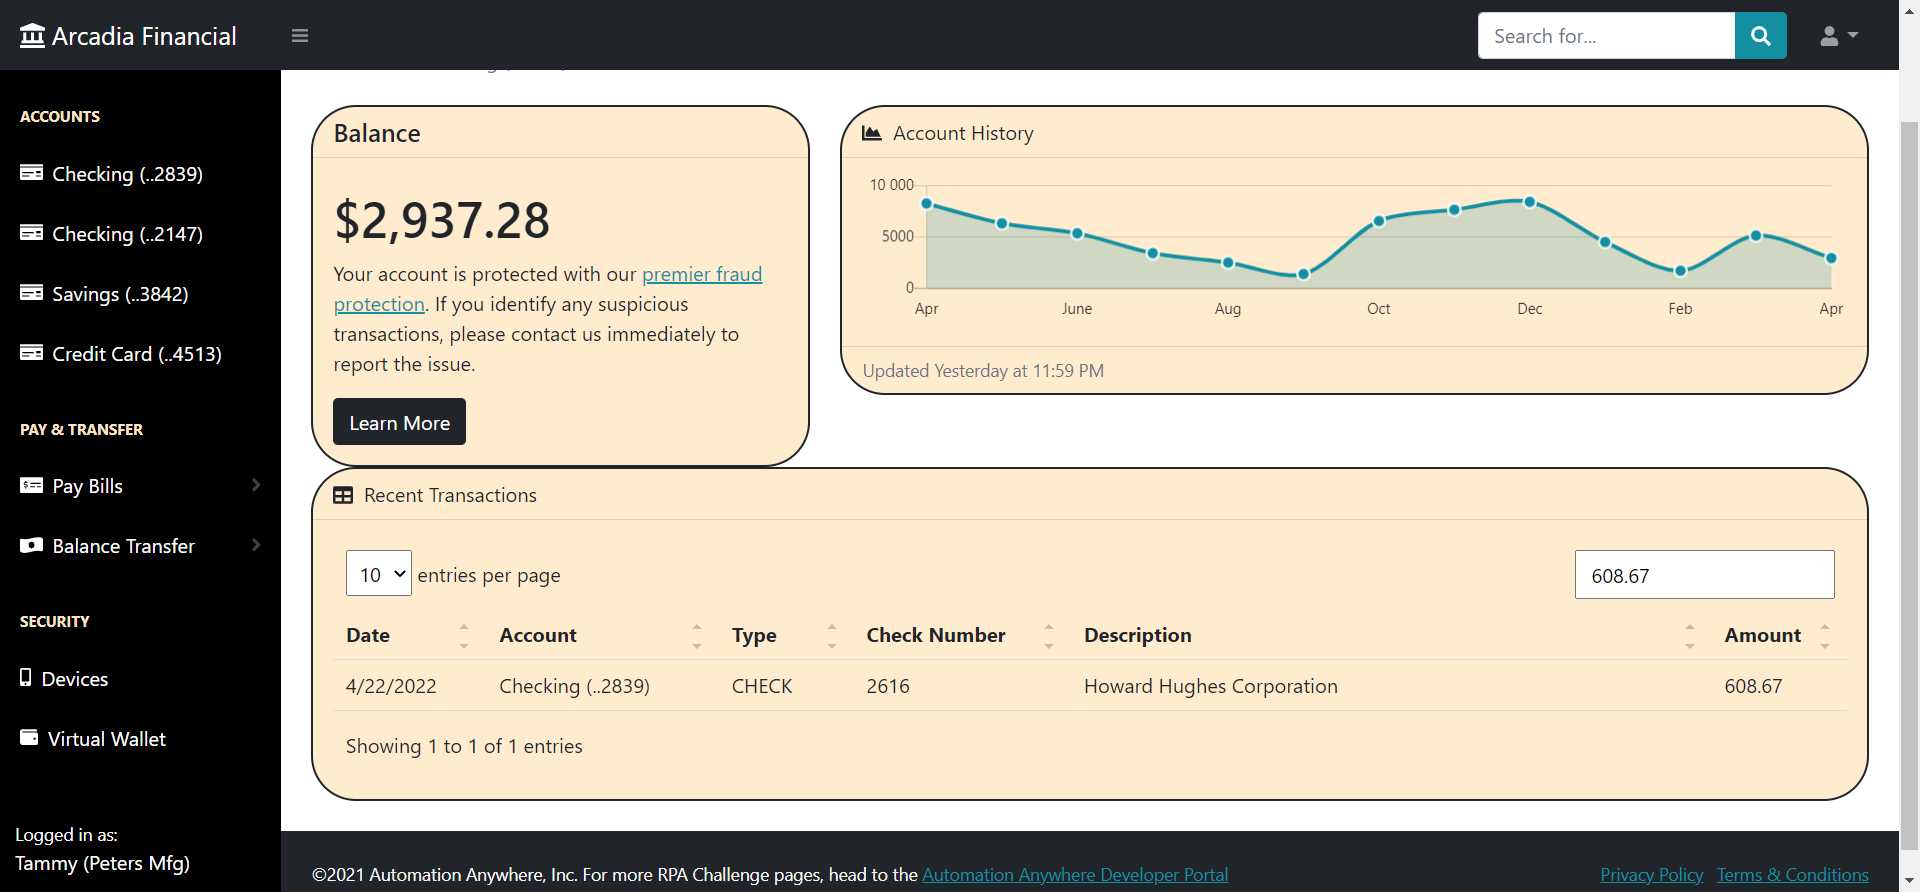 Arcadia Financial
Search for...
ACCOUNTS
Checking (..2839)
Checking (..2147)
Savings (..3842)
Credit Card (..4513)
PAY & TRANSFER
Pay Bills
Balance Transfer
SECURITY
Devices
Virtual Wallet
Logged in as:
Tammy (Peters Mfg)
Balance
$2,937.28
Your account is protected with our premier fraud
protection. If you identify any suspicious
transactions, please contact us immediately to
report the issue.
Learn More
Account History
10 000
5000
0
Apr June Aug Oct Dec Feb Apr
Updated Yesterday at 11:59 PM
Recent Transactions
10 entries per page
608.67
Date Account Type Check Number Description Amount
4/22/2022 Checking (..2839) CHECK 2616 Howard Hughes Corporation 608.67
Showing 1 to 1 of 1 entries
©2021 Automation Anywhere, Inc. For more RPA Challenge pages, head to the Automation Anywhere Developer Portal
Privacy Policy Terms & Conditions